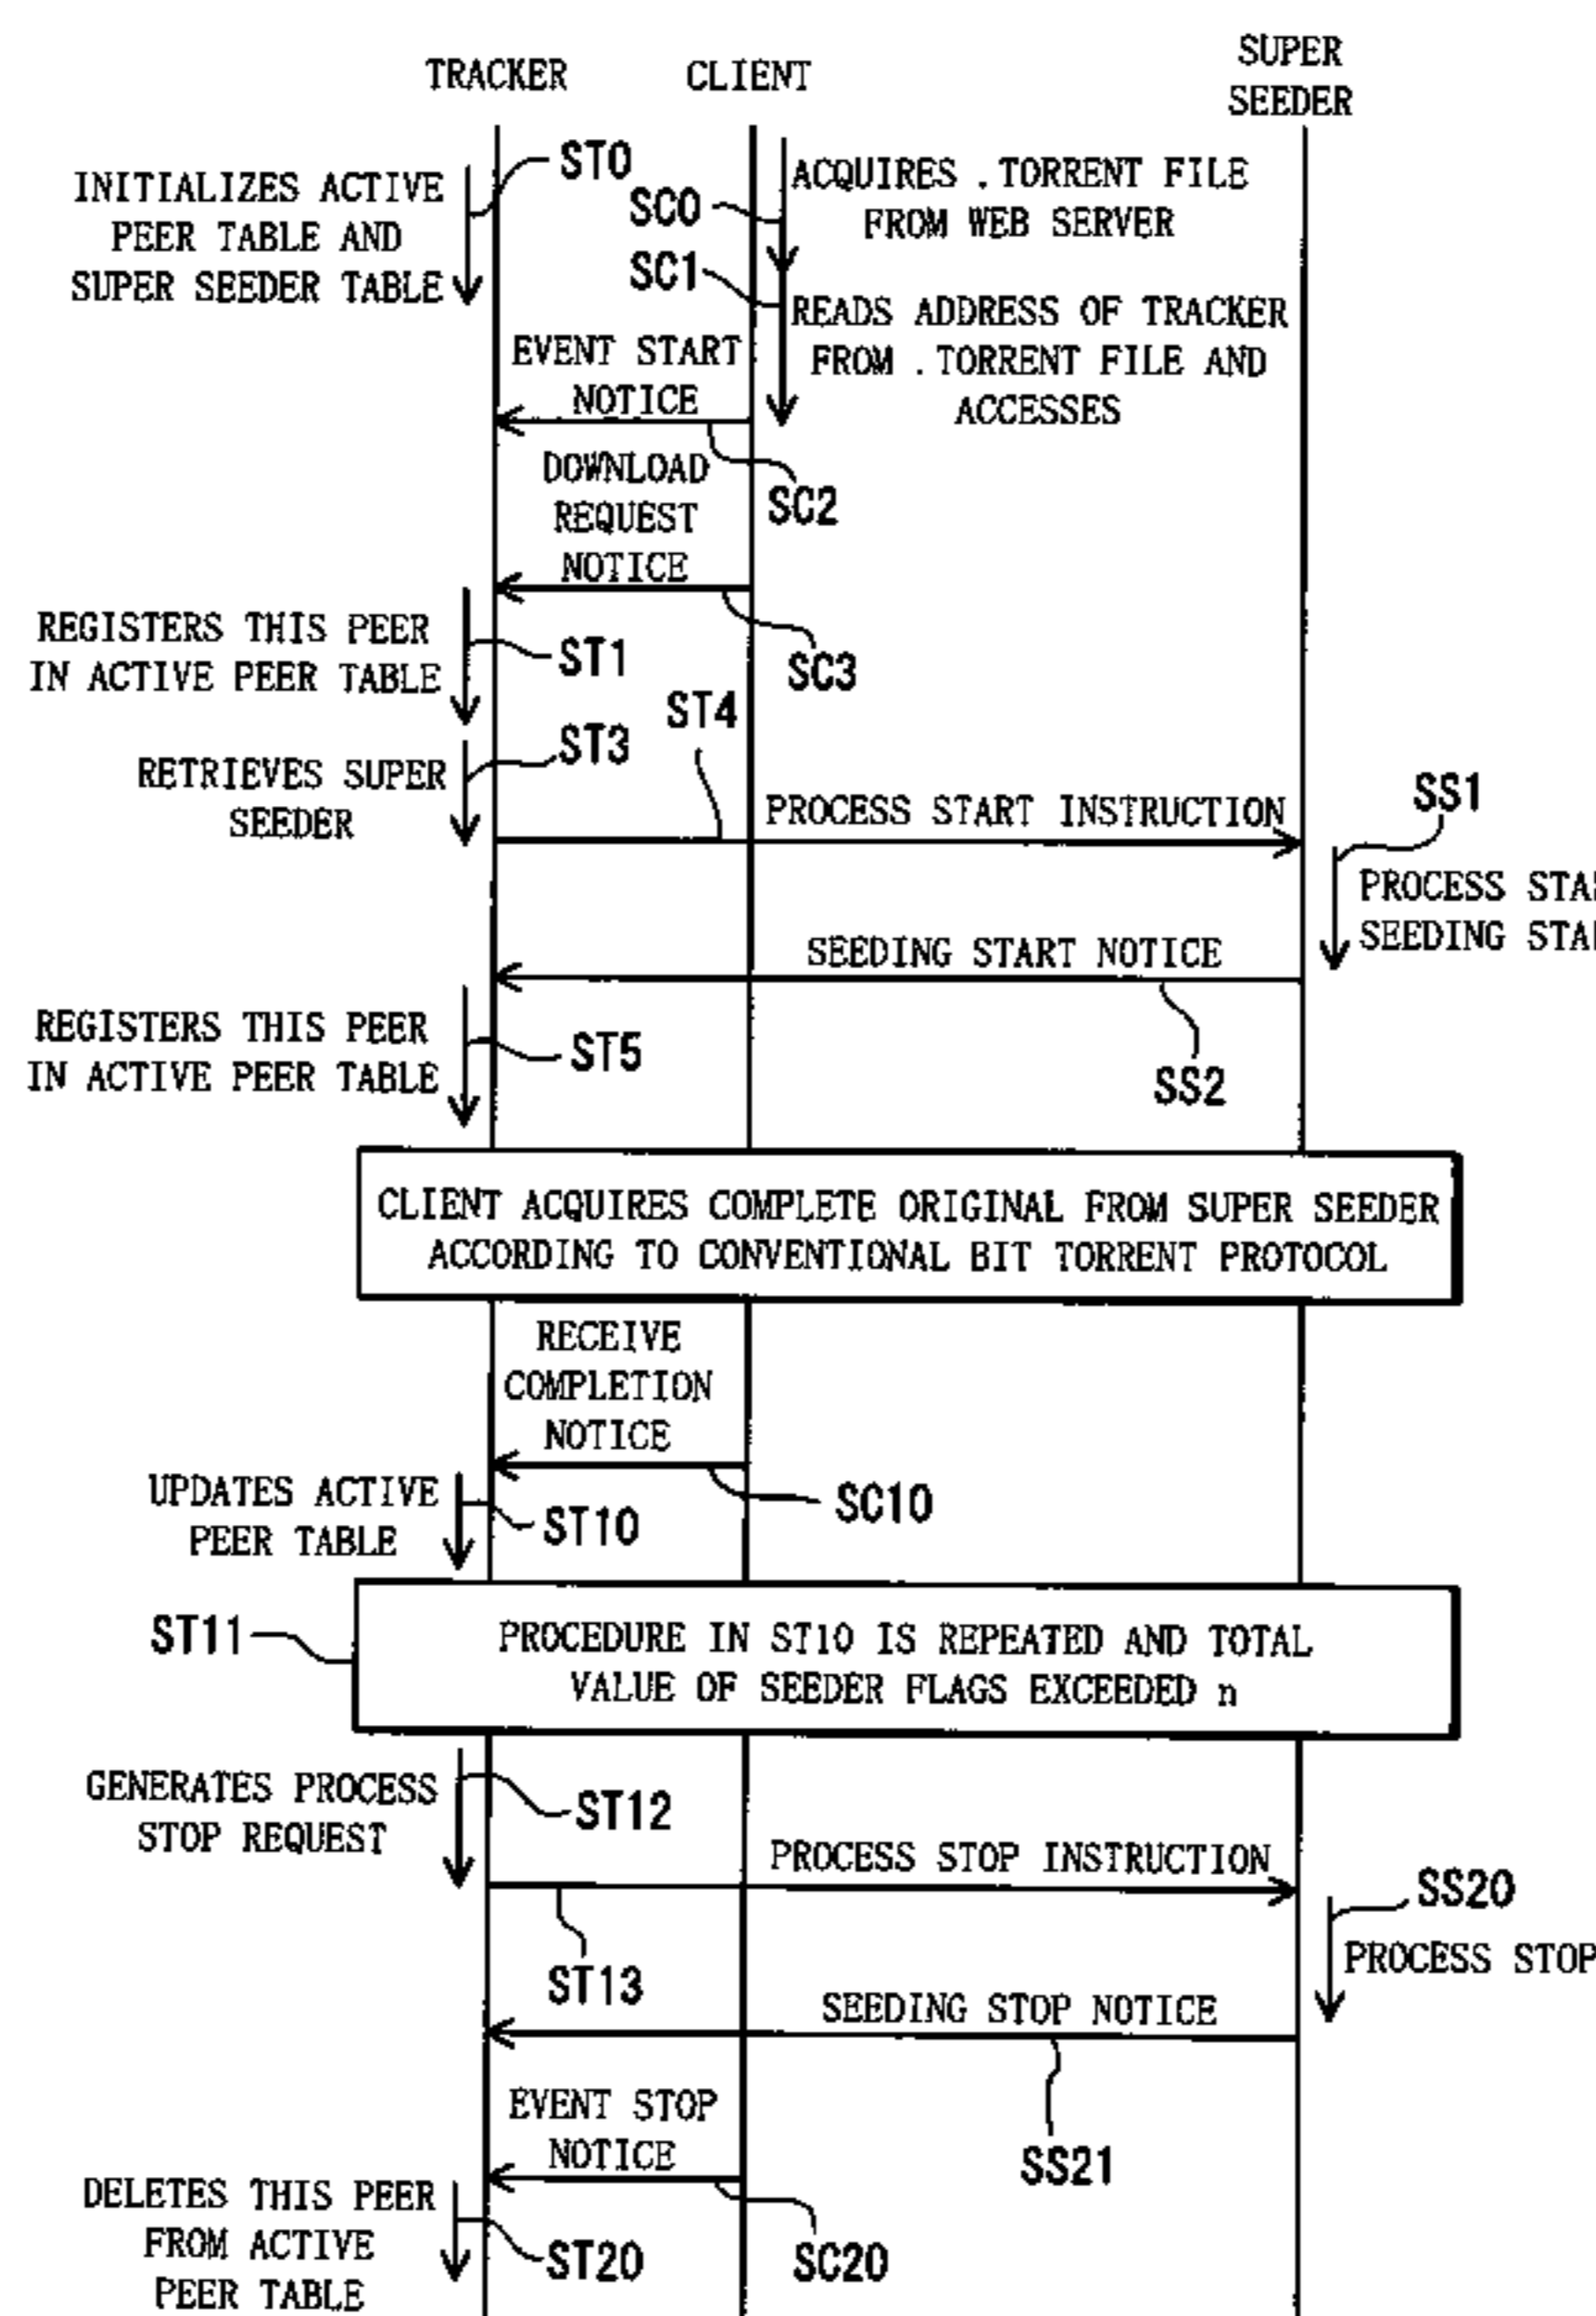 TRACKER
CLIENT
SUPER
SEEDER
INITIALIZES ACTIVE
PEER TABLE AND
SUPER SEEDER TABLE
ST0
SC0
ACQUIRES .TORRENT FILE
FROM WEB SERVER
SC1
READS ADDRESS OF TRACKER
FROM .TORRENT FILE AND
ACCESSES
EVENT START
NOTICE
SC2
DOWNLOAD
REQUEST
NOTICE
SC3
REGISTERS THIS PEER
IN ACTIVE PEER TABLE
ST1
RETRIEVES SUPER
SEEDER
ST3
ST4
PROCESS START INSTRUCTION
SS1
PROCESS
SEEDING
SEEDING START NOTICE
SS2
REGISTERS THIS PEER
IN ACTIVE PEER TABLE
ST5
CLIENT ACQUIRES COMPLETE ORIGINAL FROM SUPER SEEDER
ACCORDING TO CONVENTIONAL BIT TORRENT PROTOCOL
RECEIVE
COMPLETION
NOTICE
SC10
UPDATES ACTIVE
PEER TABLE
ST10
ST11
PROCEDURE IN ST10 IS REPEATED AND TOTAL
VALUE OF SEEDER FLAGS EXCEEDED n
GENERATES PROCESS
STOP REQUEST
ST12
PROCESS STOP INSTRUCTION
ST13
SS20
PROCESS STOP
SEEDING STOP NOTICE
SS21
EVENT STOP
NOTICE
SC20
DELETES THIS PEER
FROM ACTIVE
PEER TABLE
ST20